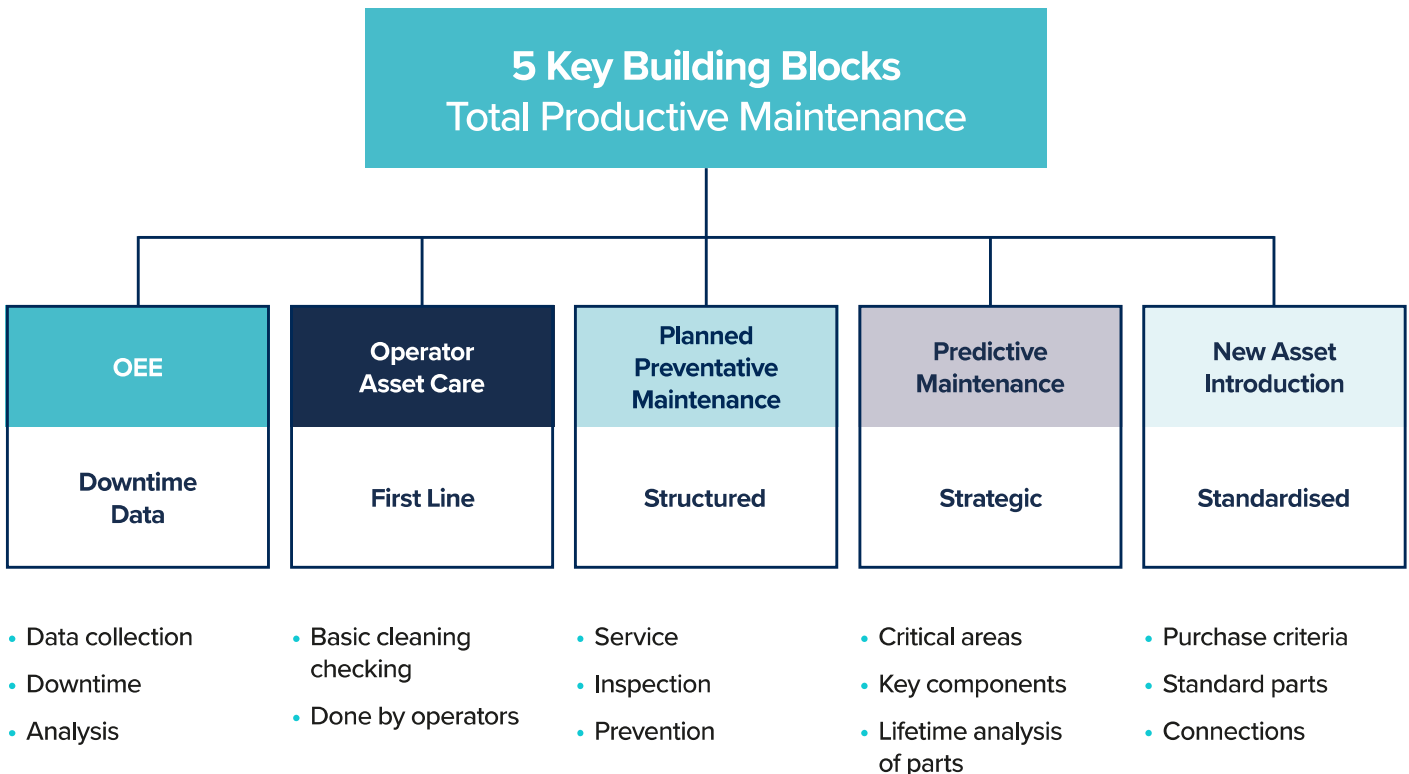 5 Key Building Blocks
Total Productive Maintenance
OEE
Downtime
Data
• Data collection
• Downtime
• Analysis
Operator
Asset Care
First Line
• Basic cleaning
checking
• Done by operators
Planned
Preventative
Maintenance
Structured
• Service
• Inspection
• Prevention
Predictive
Maintenance
Strategic
• Critical areas
• Key components
• Lifetime analysis
of parts
New Asset
Introduction
Standardised
• Purchase criteria
• Standard parts
• Connections